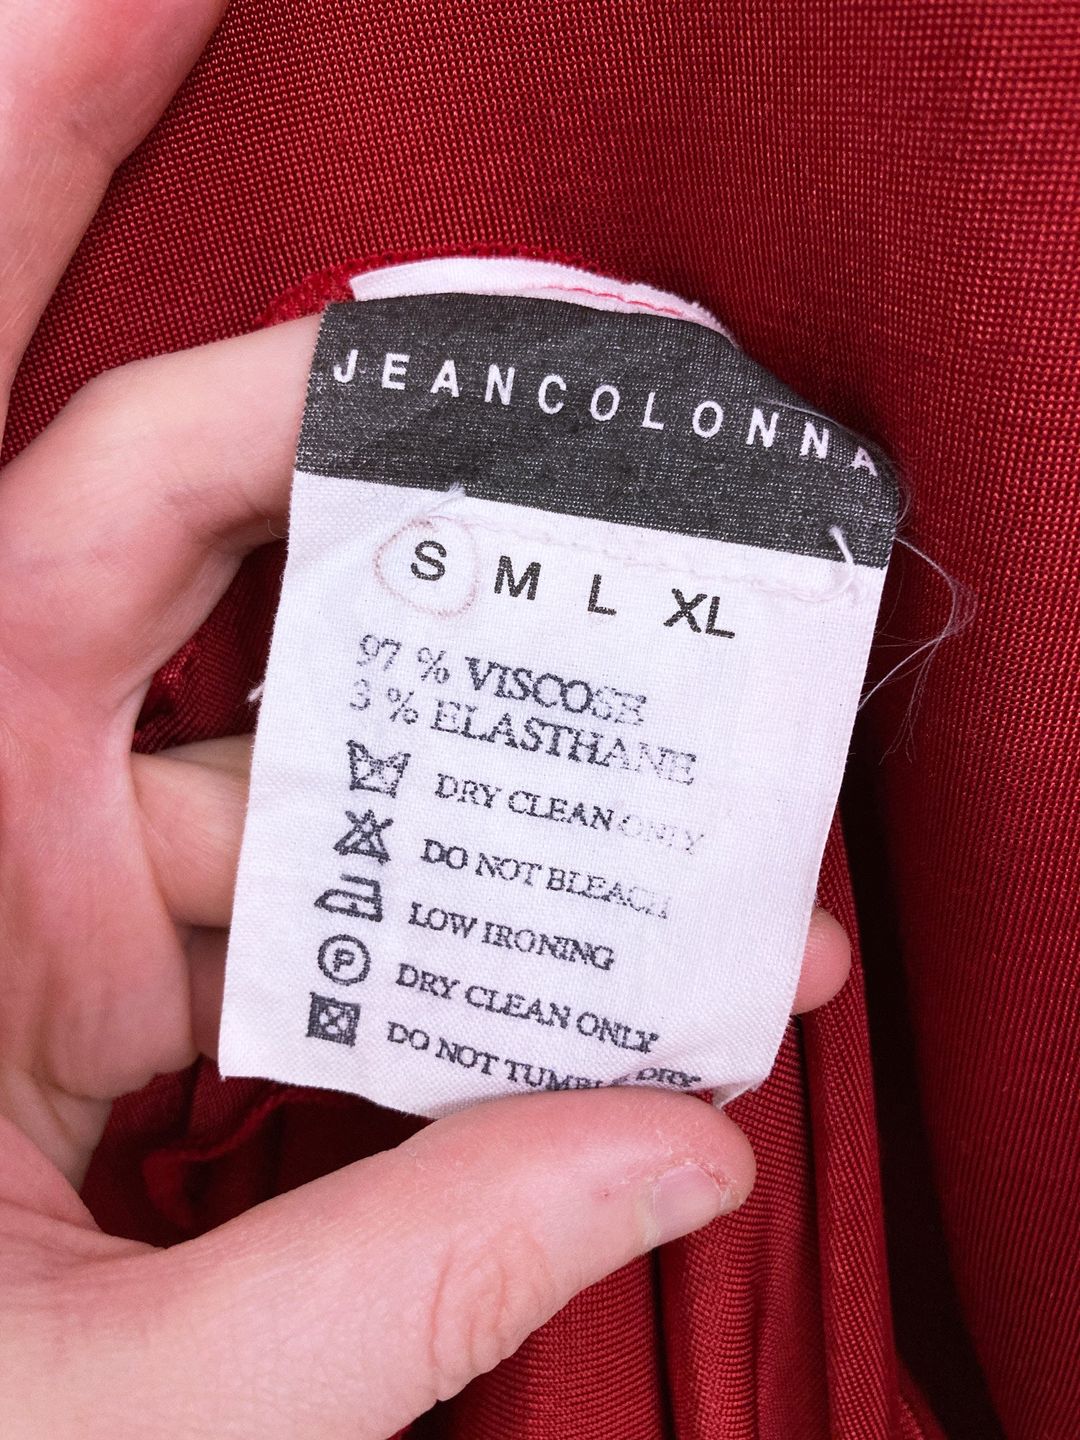 JEANCOLONNA
S M L XL
97 % VISCOSE
3 % ELASTHANE
DRY CLEAN ONLY
DO NOT BLEACH
LOW IRONING
P DRY CLEAN ONLY
DO NOT TUMBLE DRY